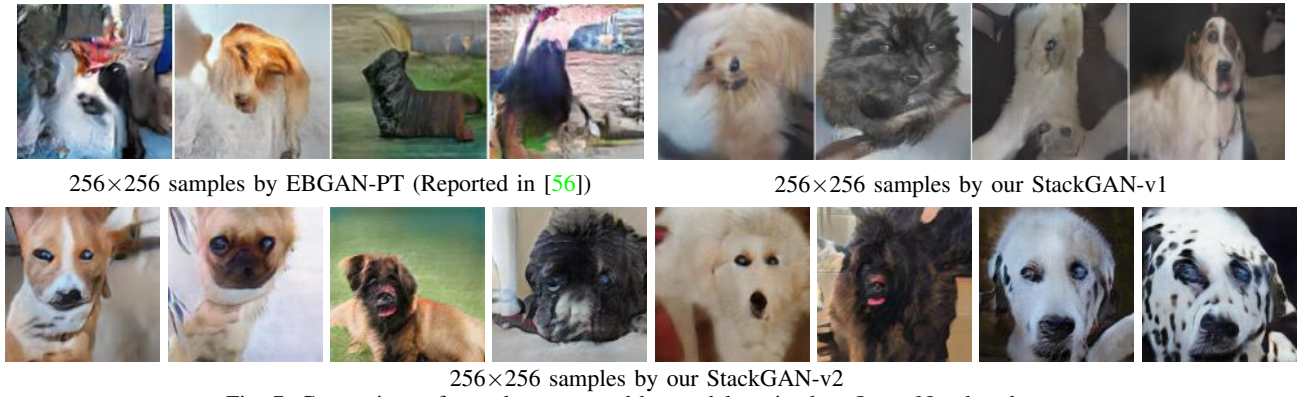 256×256 samples by EBGAN-PT (Reported in [56])
256×256 samples by our StackGAN-v1
256×256 samples by our StackGAN-v2